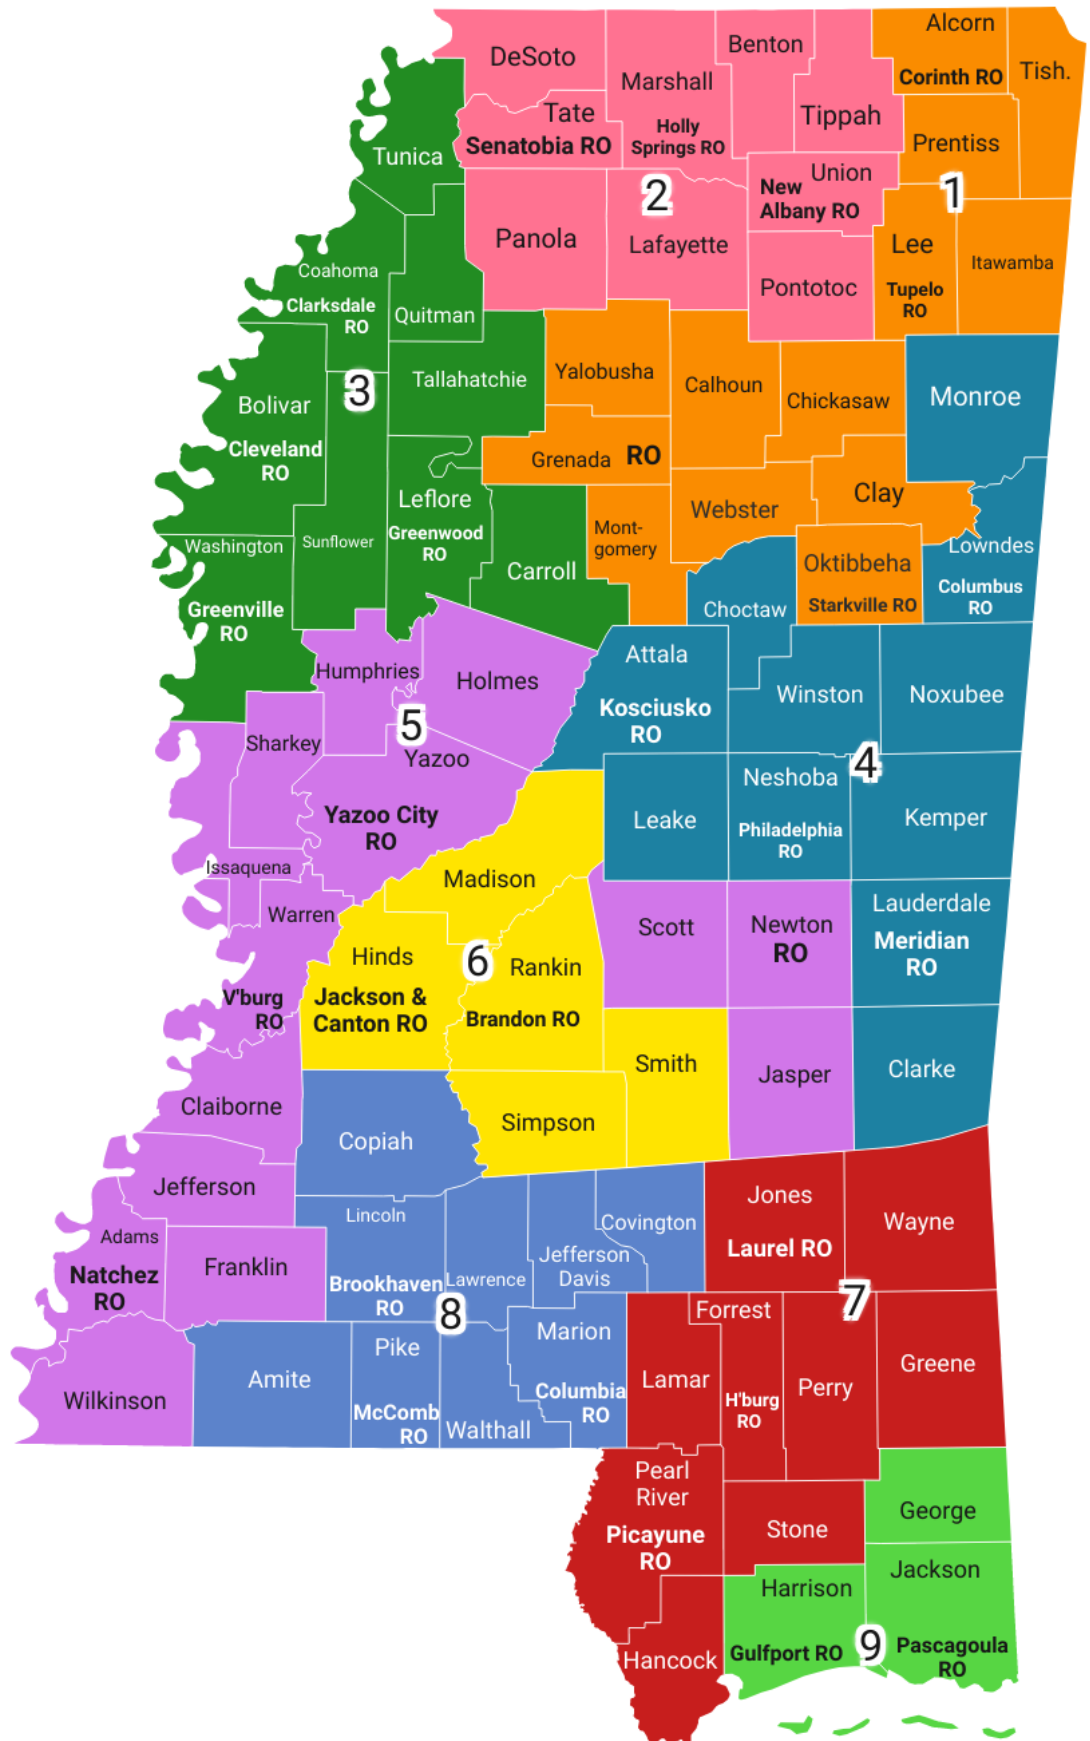 Alcorn
Corinth RO
Tish.
Benton
DeSoto
Marshall
Holly
Springs RO
Tate
Senatobia RO
Tippah
Prentiss
Tunica
2
Union
New
Albany RO
1
Panola
Lafayette
Lee
Tupelo
RO
Itawamba
Pontotoc
Coahoma
Clarksdale
RO
Quitman
3
Tallahatchie
Yalobusha
Calhoun
Chickasaw
Monroe
Bolivar
Cleveland
RO
Grenada RO
Leflore
Greenwood
RO
Webster
Clay
Mont-
gomery
Washington
Sunflower
Greenville
RO
Carroll
Oktibbeha
Starkville RO
Lowndes
Columbus
RO
Choctaw
Humphries
Holmes
Attala
Kosciusko
RO
Winston
Noxubee
Sharkey
5
Yazoo
Yazoo City
RO
4
Leake
Neshoba
Philadelphia
RO
Kemper
Issaquena
Warren
V'burg
RO
Madison
Hinds
Jackson &
Canton RO
6
Rankin
Brandon RO
Scott
Newton
RO
Lauderdale
Meridian
RO
Smith
Jasper
Clarke
Claiborne
Copiah
Simpson
Jefferson
Adams
Natchez
RO
Franklin
Lincoln
Brookhaven
RO
Lawrence
Jefferson
Davis
Covington
Jones
Laurel RO
Wayne
8
7
Wilkinson
Amite
Pike
McComb
RO
Walthall
Marion
Columbia
RO
Lamar
Forrest
H'burg
RO
Perry
Greene
Pearl
River
Picayune
RO
Stone
George
Hancock
Harrison
Gulfport RO
9
Jackson
Pascagoula
RO